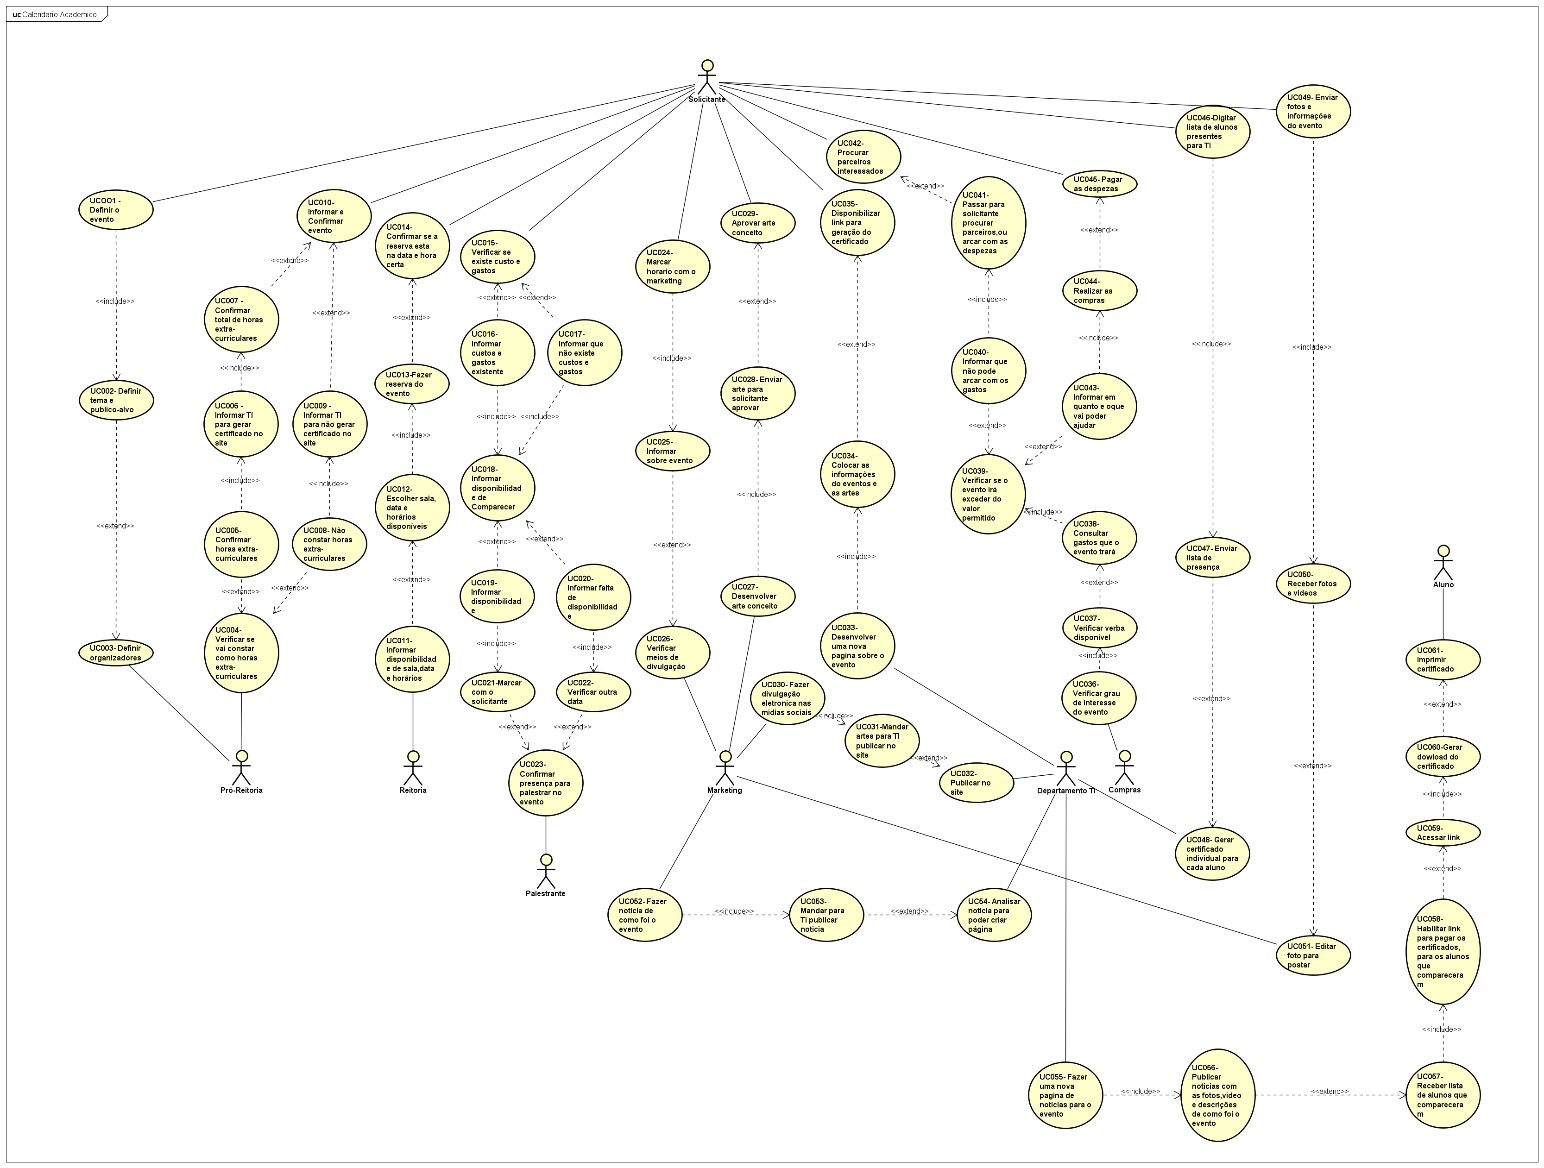 uc Calendario Academico
Solicitante
UC049- Enviar
fotos e
informações
do evento
UC046-Digitar
lista de alunos
presentes
para TI
UC042-
Procurar
parceiros
interessados
<<extend>>
UC045- Pagar
as despezas
UCOO1 -
Definir o
evento
UC010-
Informar e
Confirmar
evento
UC014-
Confirmar se a
reserva esta
na data e hora
certa
UC015-
Verificar se
existe custo e
gastos
UC024-
Marcar
horario com o
marketing
UC029-
Aprovar arte
conceito
UC035-
Disponibilizar
link para
geração do
certificado
UC041-
Passar para
solicitante
procurar
parceiros,ou
arcar com as
despezas
<<extend>>
<<extend>>
<<include>>
UC007 -
Confirmar
total de horas
extra-
curriculares
<<extend>>
<<extend>>
<<extend>>
<<extend>>
<<extend>>
<<include>>
UC044-
Realizar as
compras
UC016-
Informar
custos e
gastos
existente
UC017-
Informar que
não existe
custos e
gastos
<<include>>
<<extend>>
UC040-
Informar que
não pode
arcar com os
gastos
<<include>>
<<include>>
<<include>>
<<include>>
UC002- Definir
tema e
publico-alvo
UC006 -
Informar TI
para gerar
certificado no
site
UC009 -
Informar TI
para não gerar
certificado no
site
UC013-Fazer
reserva do
evento
<<include>>
<<include>>
UC028- Enviar
arte para
solicitante
aprovar
UC043-
Informar em
quanto e oque
vai poder
ajudar
<<include>>
UC025-
Informar
sobre evento
<<extend>>
<<extend>>
<<include>>
<<include>>
UC012-
Escolher sala,
data e
horários
disponíveis
UC018-
Informar
disponibilidad
e de
Comparecer
<<include>>
UC034-
Colocar as
informações
do eventos e
as artes
UC039-
Verificar se o
evento irá
exceder do
valor
permitido
<<include>>
<<extend>>
UC005-
Confirmar
horas extra-
curriculares
UC008- Não
constar horas
extra-
curriculares
<<extend>>
<<extend>>
<<extend>>
<<include>>
UC038-
Consultar
gastos que o
evento trará
UC047- Enviar
lista de
presença
UC050-
Receber fotos
e videos
Aluno
<<extend>>
<<extend>>
<<extend>>
UC019-
Informar
disponibilidad
e
UC020-
Informar falta
de
disponibilidad
e
UC027-
Desenvolver
arte conceito
<<extend>>
UC003- Definir
organizadores
UC004-
Verificar se
vai constar
como horas
extra-
curriculares
UC011-
Informar
disponibilidad
e de sala,data
e horários
<<include>>
<<include>>
UC026-
Verificar
meios de
divulgação
UC033-
Desenvolver
uma nova
pagina sobre o
evento
UC037-
Verificar verba
disponivel
<<include>>
UC061-
Imprimir
certificado
UC021-Marcar
com o
solicitante
UC022-
Verificar outra
data
UC030- Fazer
divulgação
eletronica nas
mídias sociais
UC036-
Verificar grau
de interesse
do evento
<<extend>>
<<extend>>
<<extend>>
<<extend>>
<<include>>
UC031-Mandar
artes para TI
publicar no
site
<<extend>>
UC060-Gerar
dowload do
certificado
<<extend>>
UC023-
Confirmar
presença para
palestrar no
evento
UC032-
Publicar no
site
Pró-Reitoria
Reitoria
Marketing
Departamento TI
Compras
<<include>>
UC059-
Acessar link
UC048- Gerar
certificado
individual para
cada aluno
<<extend>>
Palestrante
UC052- Fazer
noticia de
como foi o
evento
<<include>>
UC053-
Mandar para
TI publicar
noticia
<<extend>>
UC54- Analisar
noticia para
poder criar
página
UC051- Editar
foto para
postar
UC058-
Habilitar link
para pegar os
certificados,
para os alunos
que
comparecera
m
<<include>>
UC055- Fazer
uma nova
pagina de
noticias para o
evento
<<include>>
UC056-
Publicar
noticias com
as fotos,video
e descrições
de como foi o
evento
<<extend>>
UC057-
Receber lista
de alunos que
comparecera
m